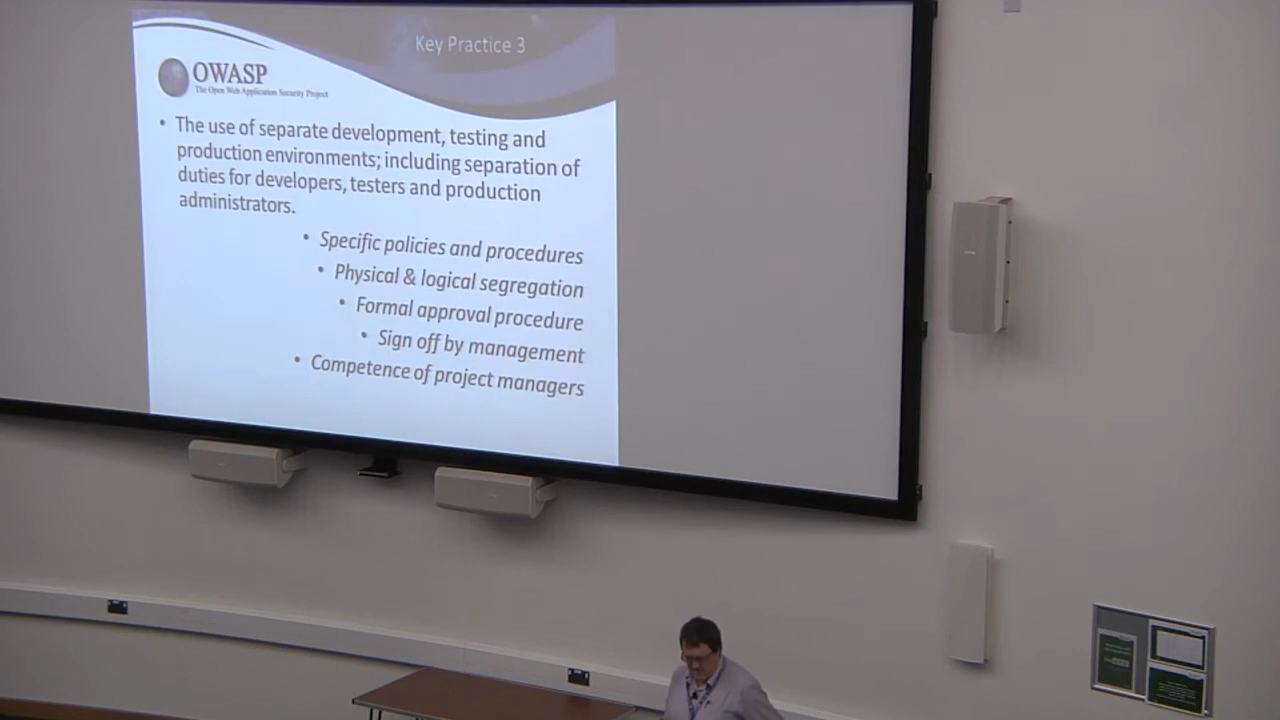 Key Practice 3
OWASP
The Open Web Application Security Project
• The use of separate development, testing and
production environments; including separation of
duties for developers, testers and production
administrators.
• Specific policies and procedures
• Physical & logical segregation
• Formal approval procedure
• Sign off by management
• Competence of project managers